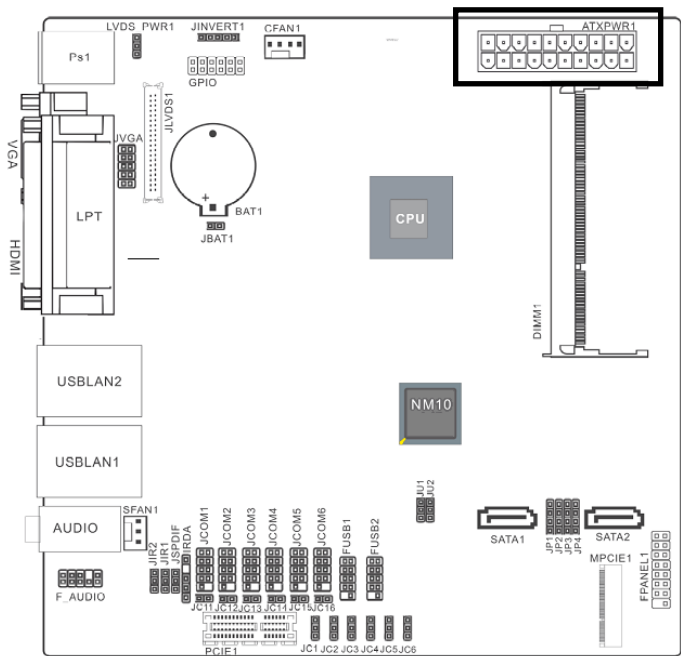 LVDS_PWR1
JINVERT1
CFAN1
ATXPWR1
Ps1
GPIO
JLVDS1
JVGA
VGA
LPT
HDMI
+
BAT1
JBAT1
CPU
DIMM1
USBLAN2
NM10
USBLAN1
JU1
JU2
SFAN1
AUDIO
SATA1
SATA2
JP1
JP2
JP3
JP4
MPCIE1
FPANEL1
JIR2
JIR1
JSPDIF
IRDA
JCOM1
JCOM2
JCOM3
JCOM4
JCOM5
JCOM6
FUSB1
FUSB2
F_AUDIO
JC11 JC12 JC13 JC14 JC15 JC16
PCIE1
JC1 JC2 JC3 JC4 JC5 JC6